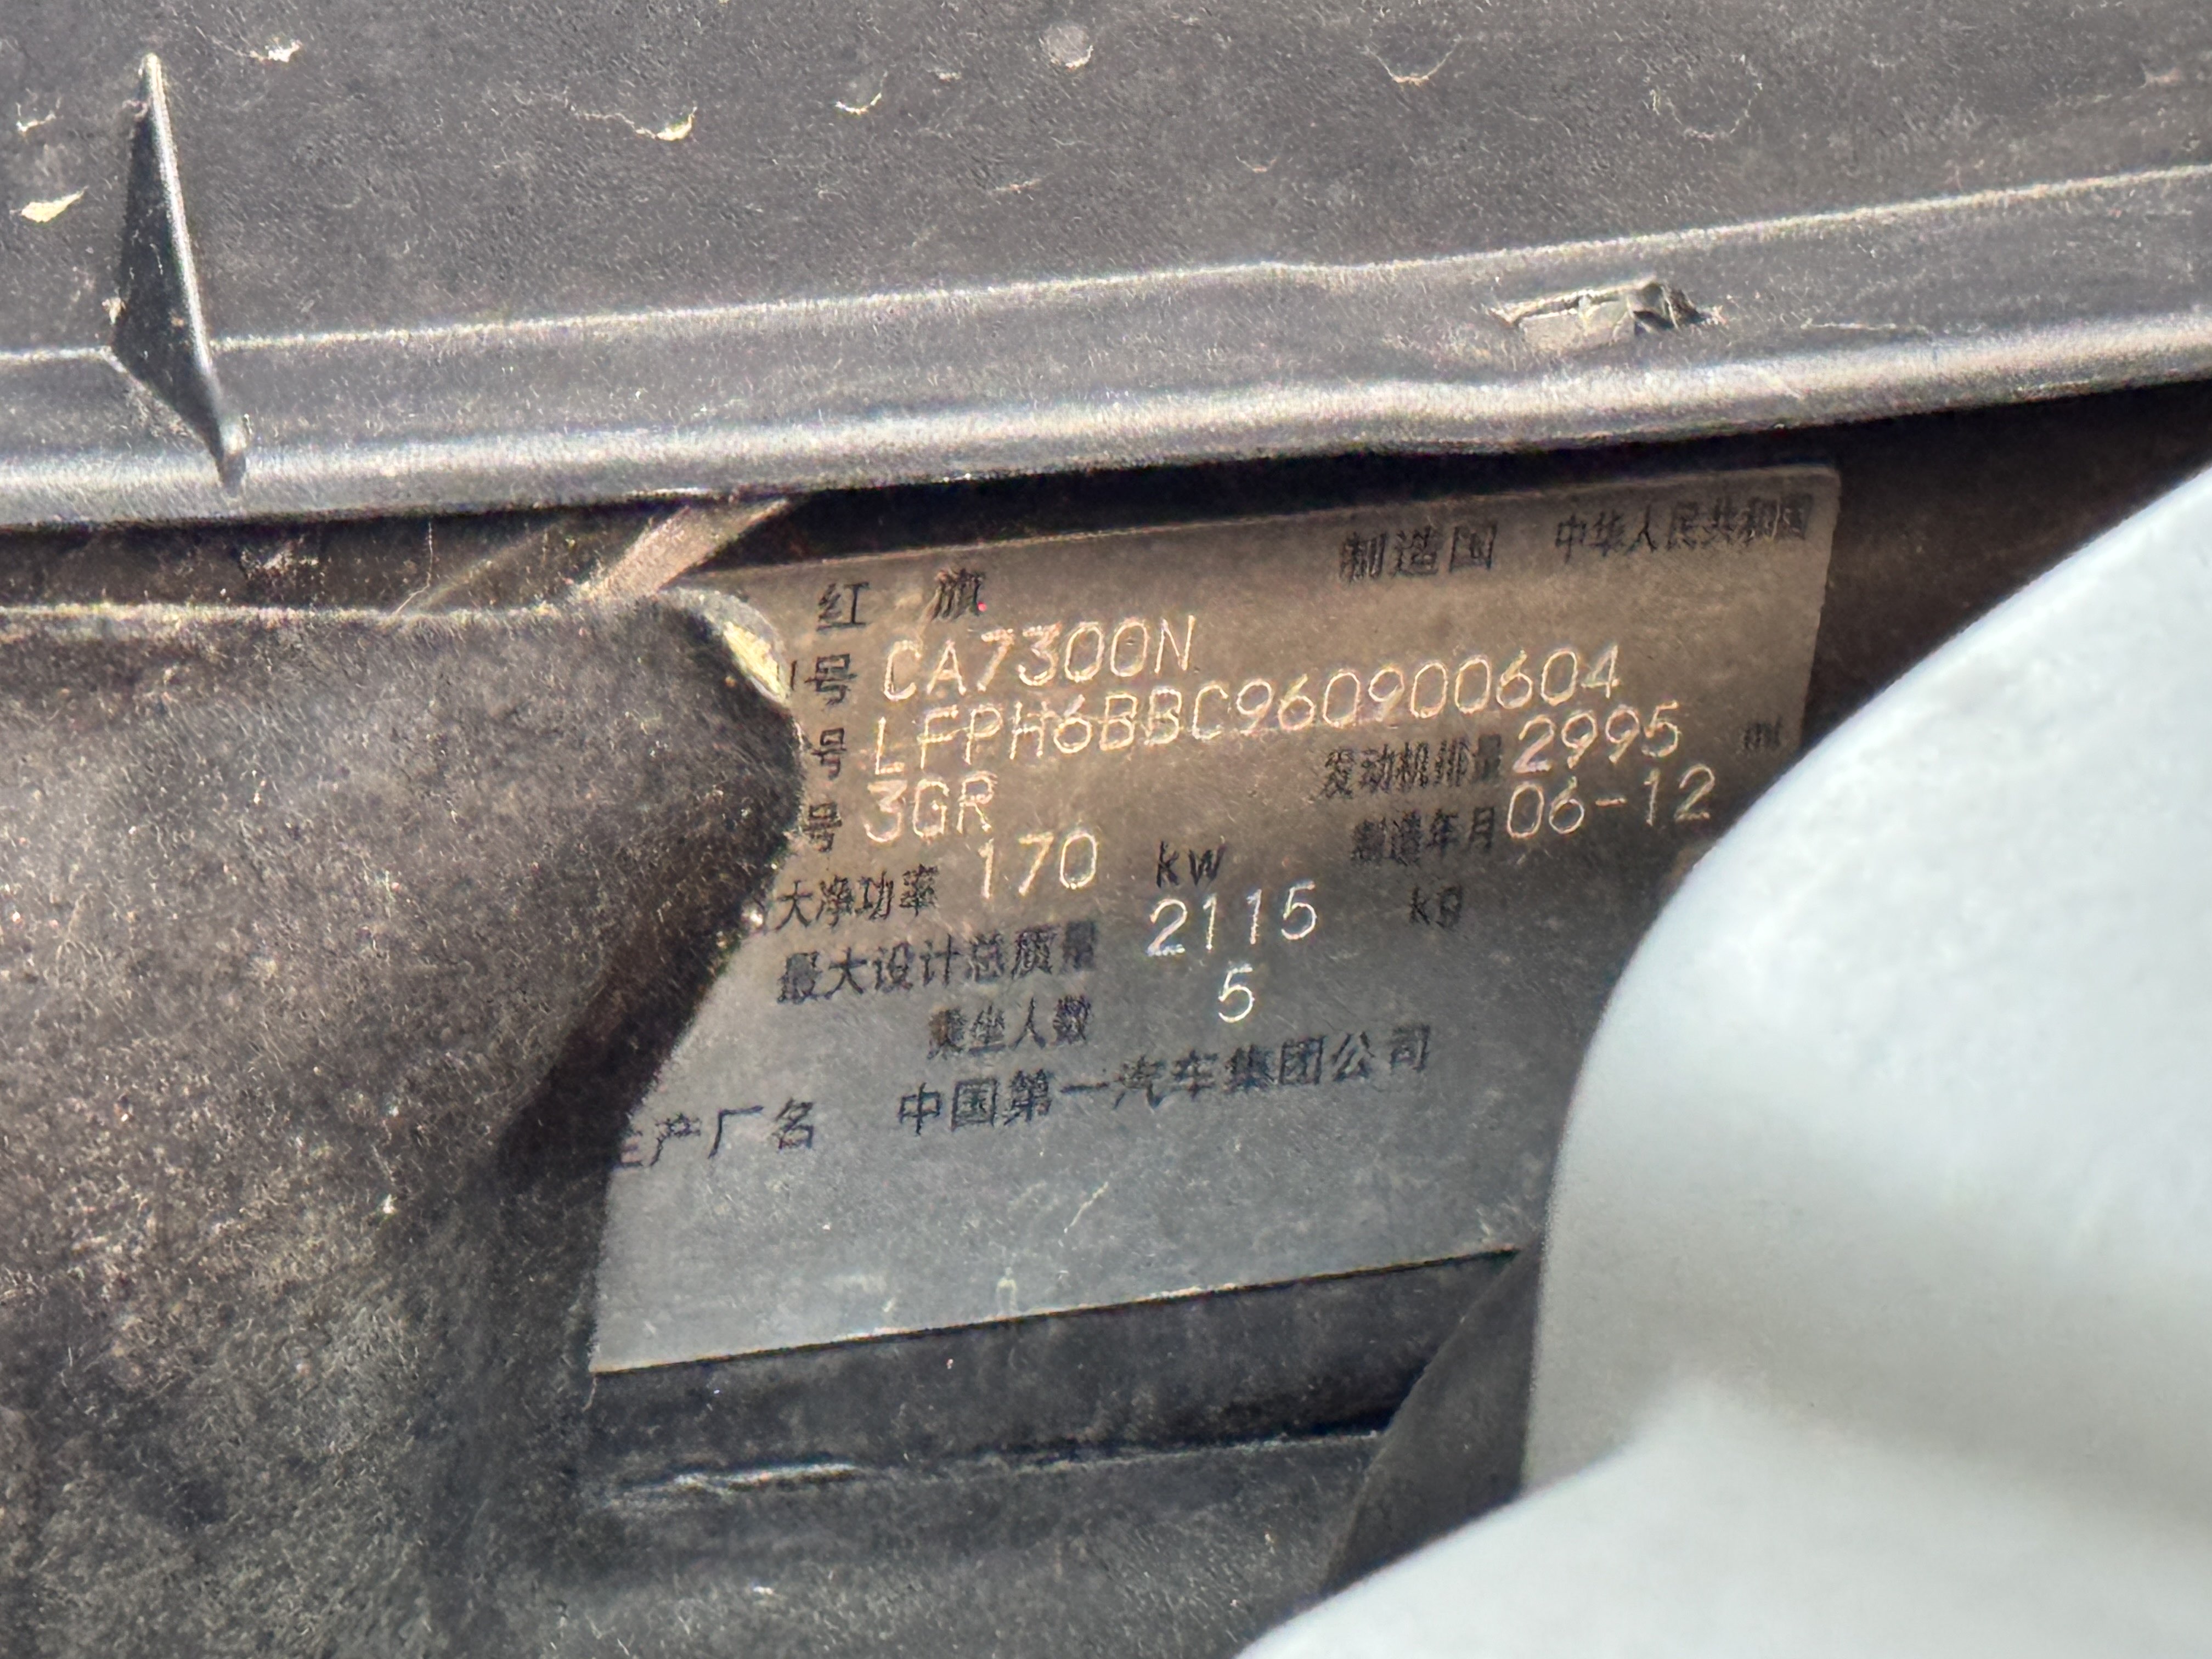 红旗 制造国 中华人民共和国
号 CA7300N
号 LFPH6BBC960900604
号 3GR 发动机排量 2995 ml
大净功率 170 kw 制造年月 06-12
最大设计总质量 2115 kg
乘坐人数 5
生产厂名 中国第一汽车集团公司